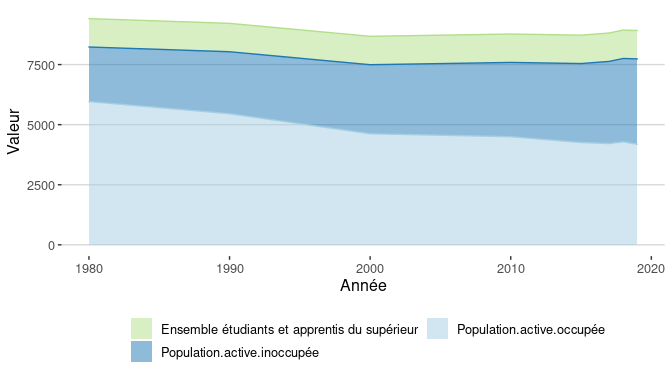 7500
5000
2500
0
Valeur
1980 1990 2000 2010 2020
Année
Ensemble étudiants et apprentis du supérieur Population.active.occupée
Population.active.inoccupée